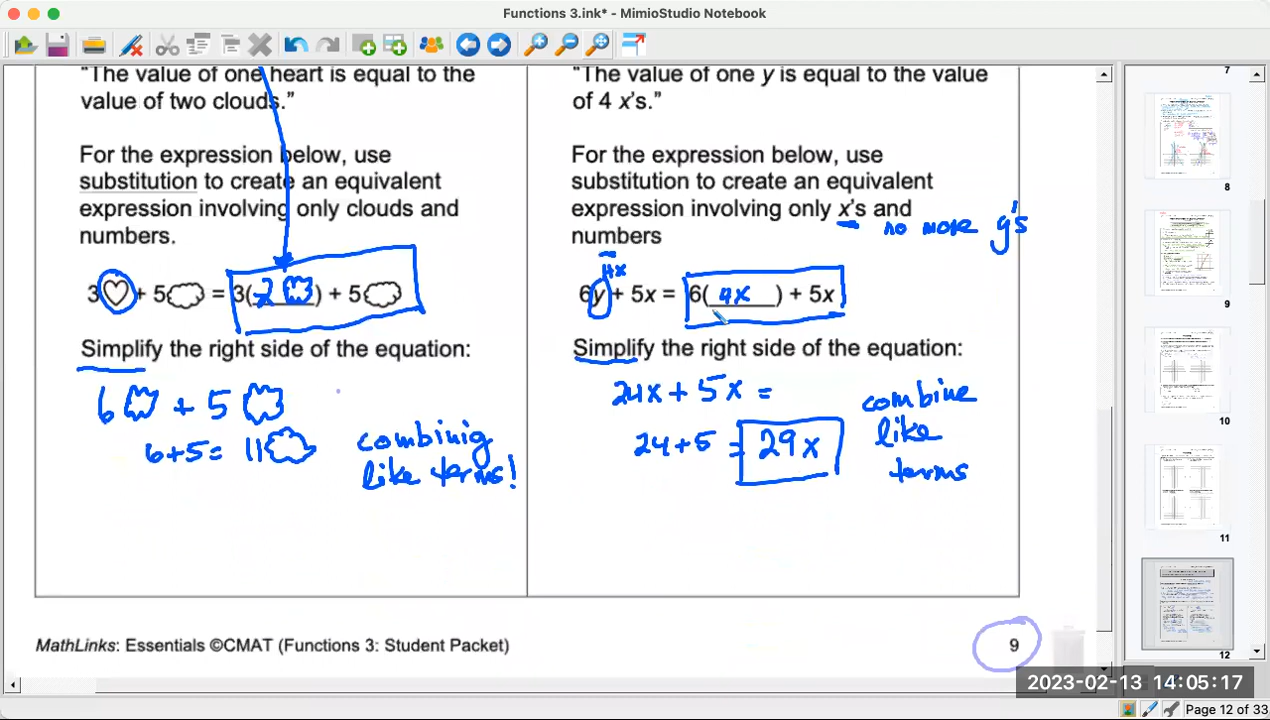 Functions 3.ink* - MimioStudio Notebook
"The value of one heart is equal to the
value of two clouds."
For the expression below, use
substitution to create an equivalent
expression involving only clouds and
numbers.
3♡ + 5☁ = 3( 2☁ ) + 5☁
Simplify the right side of the equation:
6☁ + 5☁
6+5= 11☁
combinig
like terms!
"The value of one y is equal to the value
of 4 x's."
For the expression below, use
substitution to create an equivalent
expression involving only x's and
numbers
no more y's
4x
6y + 5x = 6( 4x ) + 5x
Simplify the right side of the equation:
24x + 5x =
24+5 = 29x
combine
like
terms
MathLinks: Essentials ©CMAT (Functions 3: Student Packet)
9
7
8
9
10
11
12
2023-02-13 14:05:17
Page 12 of 33